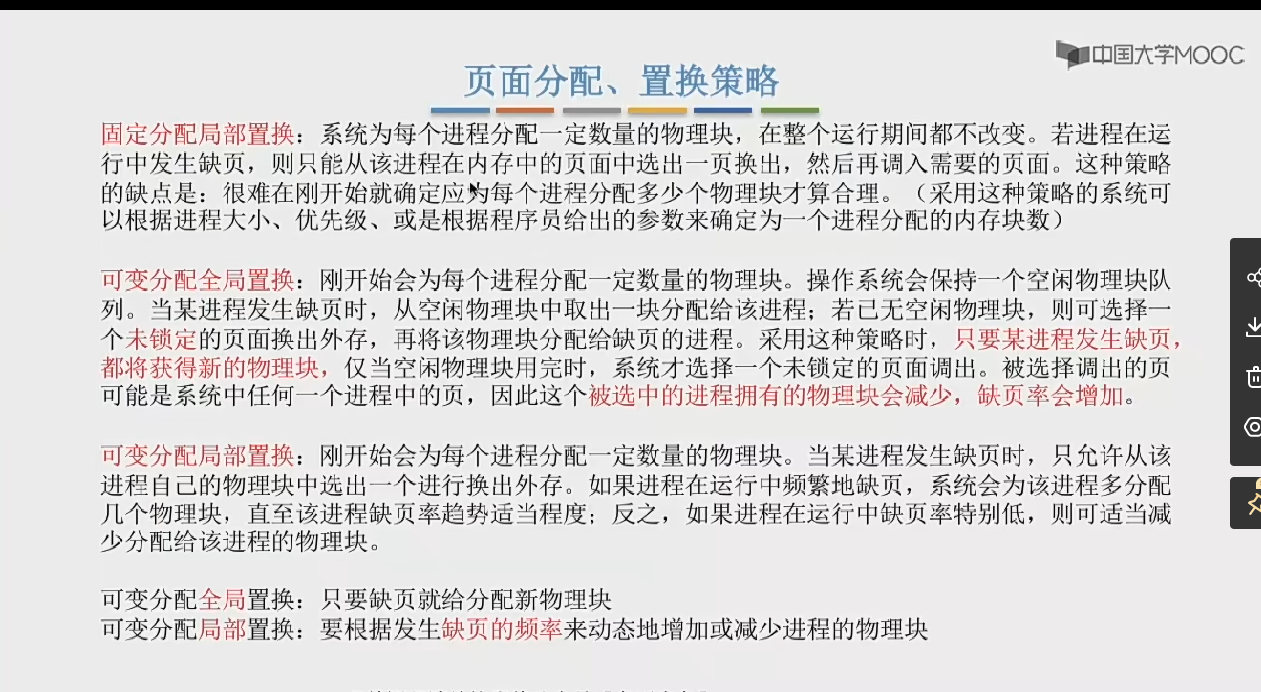 中国大学MOOC
页面分配、置换策略
固定分配局部置换：系统为每个进程分配一定数量的物理块，在整个运行期间都不改变。若进程在运
行中发生缺页，则只能从该进程在内存中的页面中选出一页换出，然后再调入需要的页面。这种策略
的缺点是：很难在刚开始就确定应为每个进程分配多少个物理块才算合理。（采用这种策略的系统可
以根据进程大小、优先级、或是根据程序员给出的参数来确定为一个进程分配的内存块数）
可变分配全局置换：刚开始会为每个进程分配一定数量的物理块。操作系统会保持一个空闲物理块队
列。当某进程发生缺页时，从空闲物理块中取出一块分配给该进程；若已无空闲物理块，则可选择一
个未锁定的页面换出外存，再将该物理块分配给缺页的进程。采用这种策略时，只要某进程发生缺页，
都将获得新的物理块，仅当空闲物理块用完时，系统才选择一个未锁定的页面调出。被选择调出的页
可能是系统中任何一个进程中的页，因此这个被选中的进程拥有的物理块会减少，缺页率会增加。
可变分配局部置换：刚开始会为每个进程分配一定数量的物理块。当某进程发生缺页时，只允许从该
进程自己的物理块中选出一个进行换出外存。如果进程在运行中频繁地缺页，系统会为该进程多分配
几个物理块，直至该进程缺页率趋势适当程度；反之，如果进程在运行中缺页率特别低，则可适当减
少分配给该进程的物理块。
可变分配全局置换：只要缺页就给分配新物理块
可变分配局部置换：要根据发生缺页的频率来动态地增加或减少进程的物理块